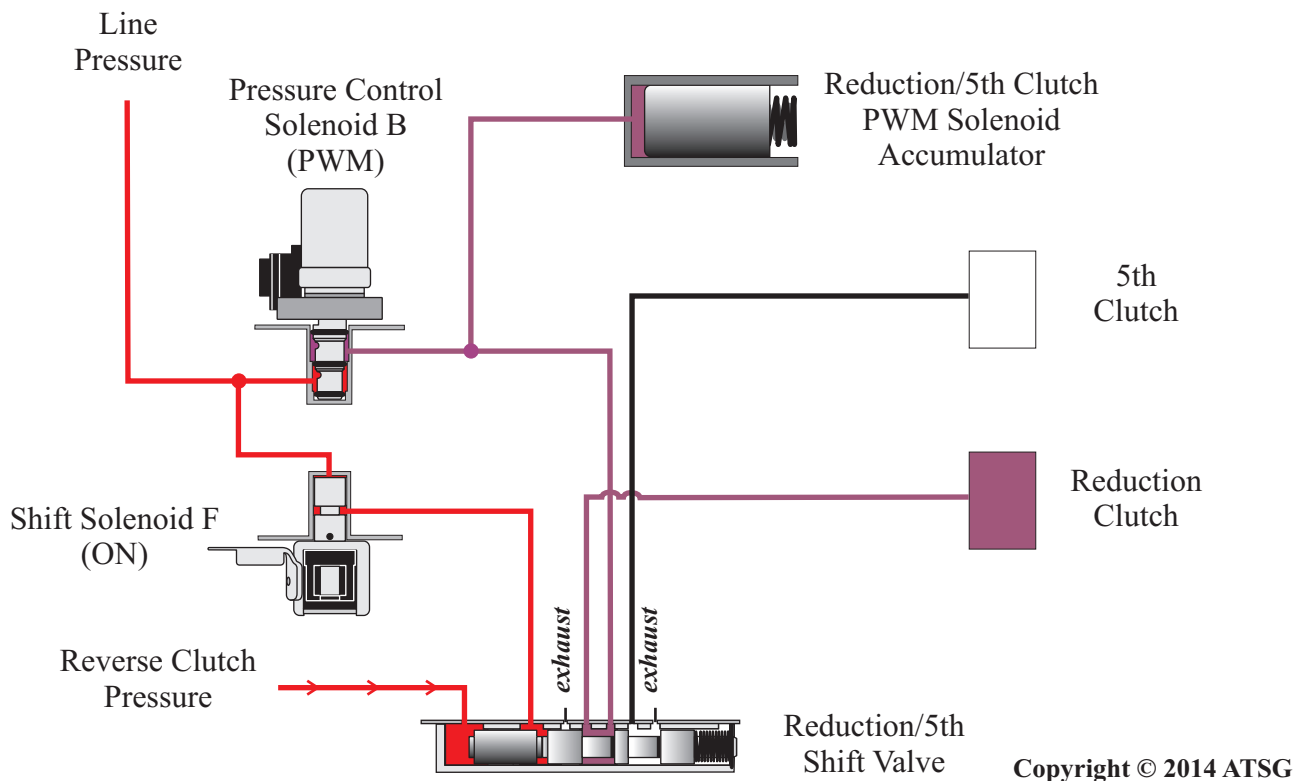 Line
Pressure
Pressure Control
Solenoid B
(PWM)
Reduction/5th Clutch
PWM Solenoid
Accumulator
5th
Clutch
Reduction
Clutch
Shift Solenoid F
(ON)
exhaust
exhaust
Reverse Clutch
Pressure
Reduction/5th
Shift Valve
Copyright © 2014 ATSG